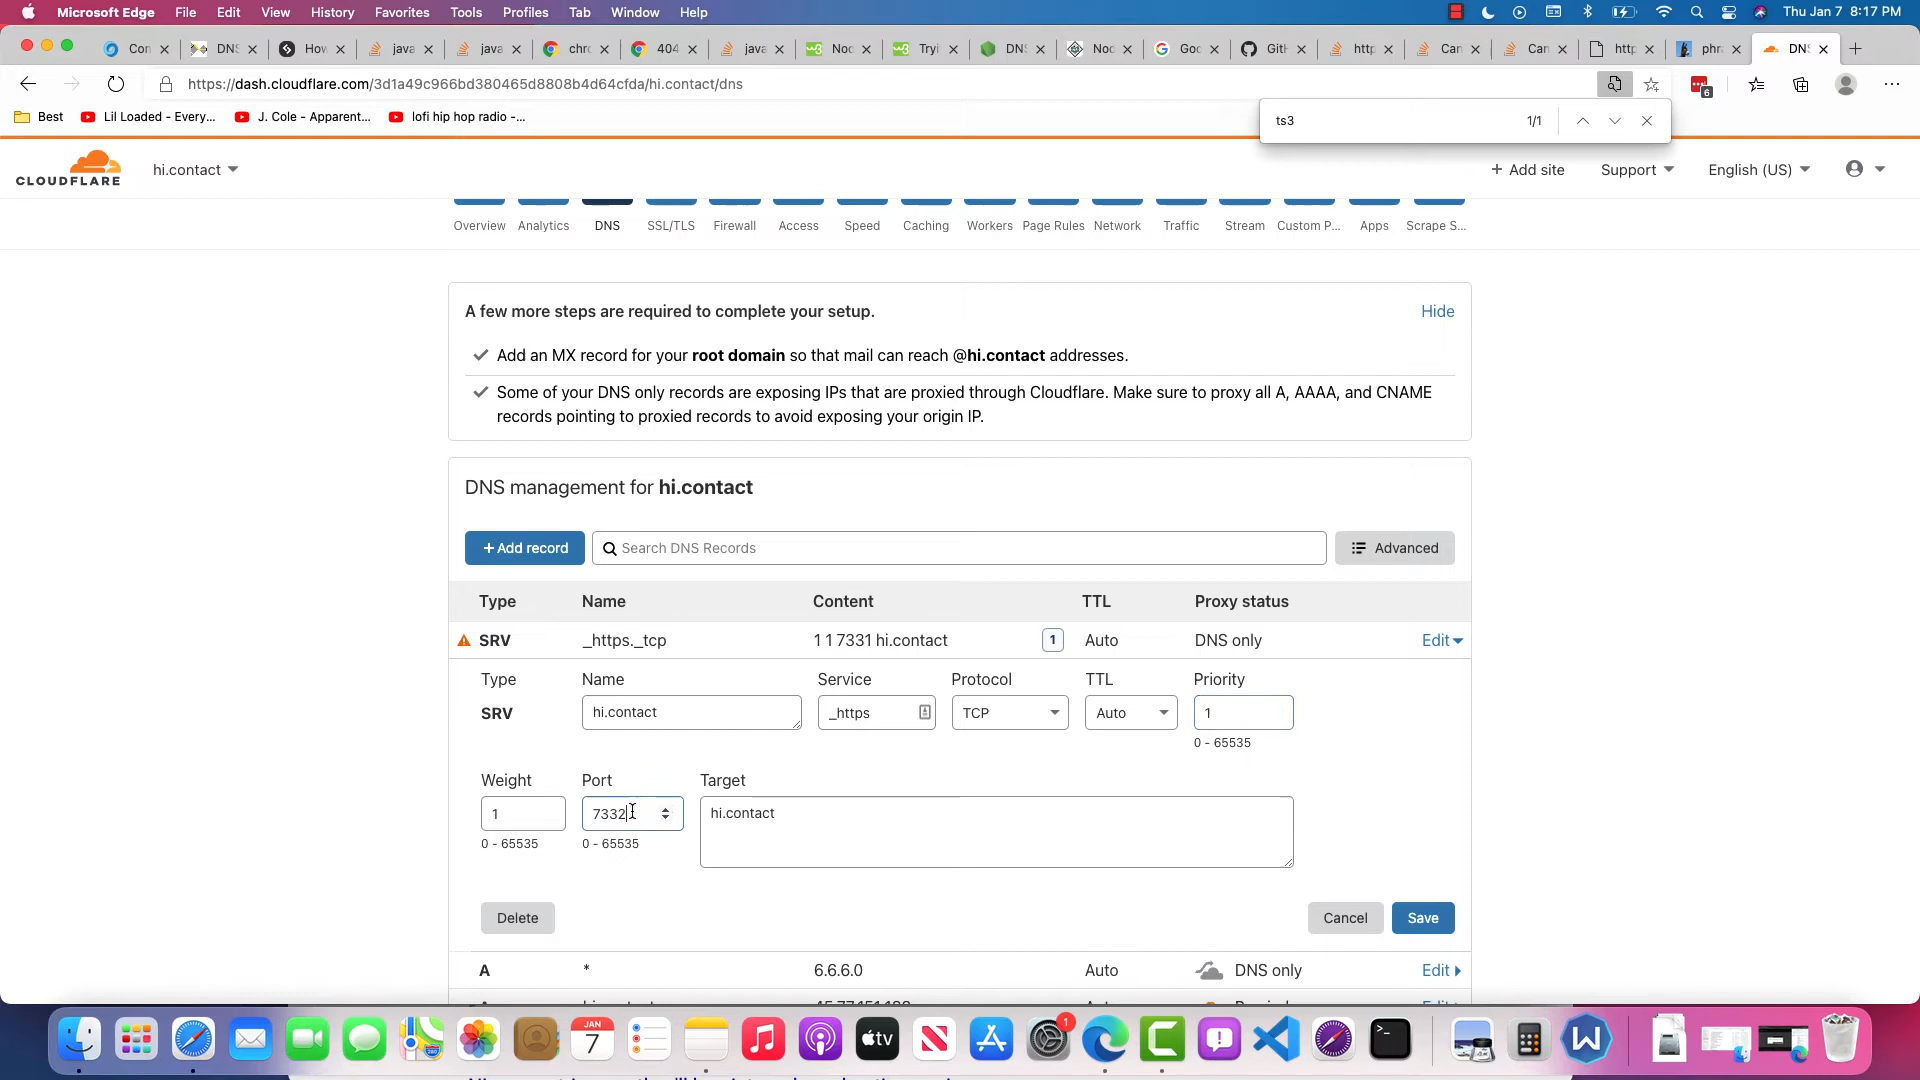 Microsoft Edge File Edit View History Favorites Tools Profiles Tab Window Help Thu Jan 7 8:17 PM
Con DNS How java java chr 404 java Noc Tryi DNS Noc Goo GitH http Can Can http phra DN
https://dash.cloudflare.com/3d1a49c966bd380465d8808b4d64cfda/hi.contact/dns
6
Best Lil Loaded - Every... J. Cole - Apparent... lofi hip hop radio -...
ts3 1/1
CLOUDFLARE hi.contact + Add site Support English (US)
Overview Analytics DNS SSL/TLS Firewall Access Speed Caching Workers Page Rules Network Traffic Stream Custom P... Apps Scrape S...
A few more steps are required to complete your setup. Hide
Add an MX record for your root domain so that mail can reach @hi.contact addresses.
Some of your DNS only records are exposing IPs that are proxied through Cloudflare. Make sure to proxy all A, AAAA, and CNAME
records pointing to proxied records to avoid exposing your origin IP.
DNS management for hi.contact
+ Add record Search DNS Records Advanced
Type Name Content TTL Proxy status
SRV _https._tcp 1 1 7331 hi.contact 1 Auto DNS only Edit
Type Name Service Protocol TTL Priority
SRV hi.contact _https TCP Auto 1
0 - 65535
Weight Port Target
1 7332 hi.contact
0 - 65535 0 - 65535
Delete Cancel Save
A * 6.6.6.0 Auto DNS only Edit
JAN
7
tv
1